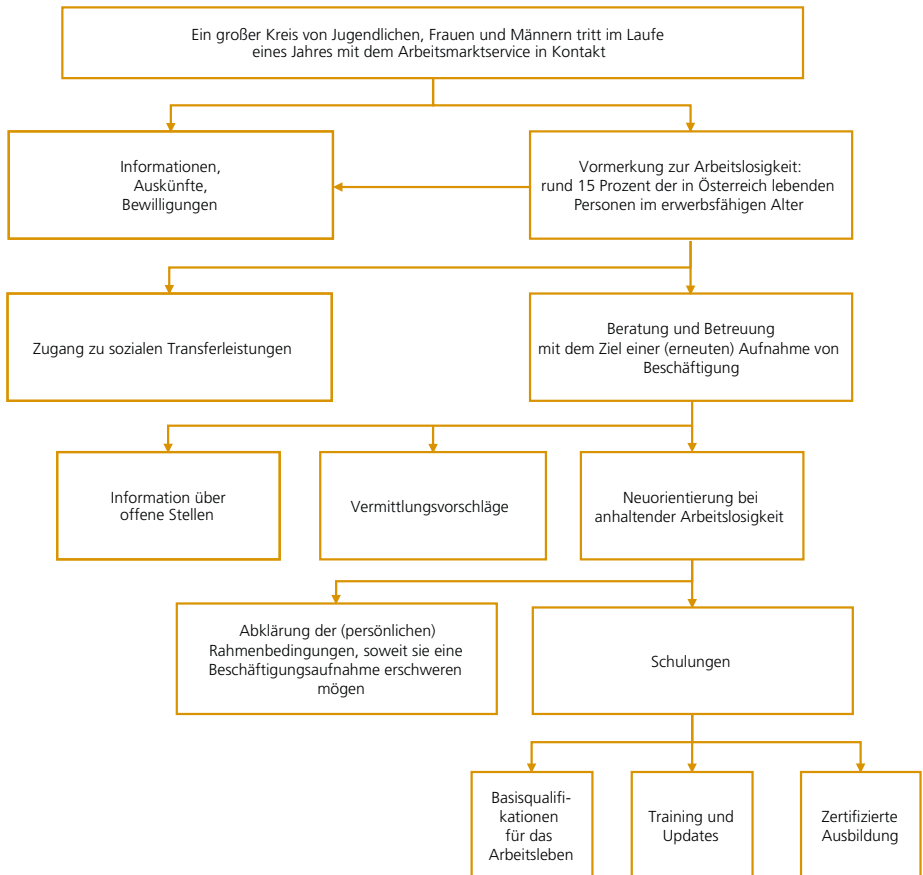 Ein großer Kreis von Jugendlichen, Frauen und Männern tritt im Laufe
eines Jahres mit dem Arbeitsmarktservice in Kontakt
Informationen,
Auskünfte,
Bewilligungen
Vormerkung zur Arbeitslosigkeit:
rund 15 Prozent der in Österreich lebenden
Personen im erwerbsfähigen Alter
Zugang zu sozialen Transferleistungen
Beratung und Betreuung
mit dem Ziel einer (erneuten) Aufnahme von
Beschäftigung
Information über
offene Stellen
Vermittlungsvorschläge
Neuorientierung bei
anhaltender Arbeitslosigkeit
Abklärung der (persönlichen)
Rahmenbedingungen, soweit sie eine
Beschäftigungsaufnahme erschweren
mögen
Schulungen
Basisqualifi-
kationen
für das
Arbeitsleben
Training und
Updates
Zertifizierte
Ausbildung